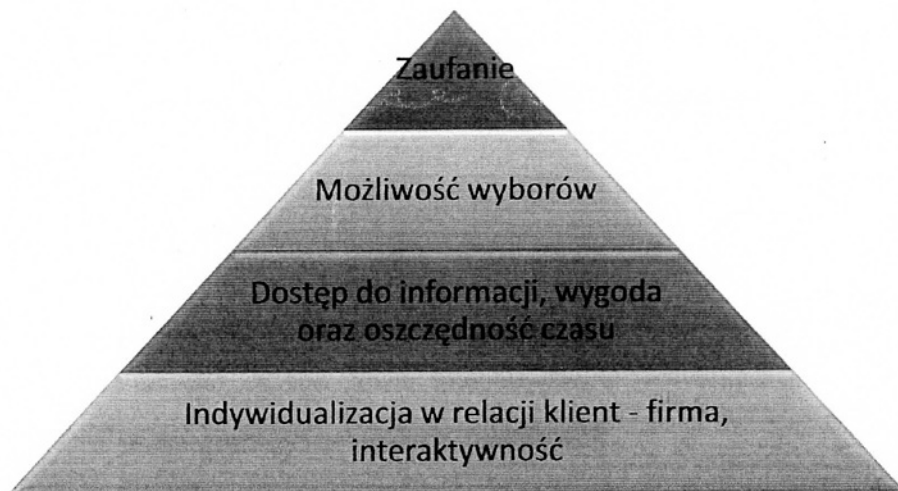 Zaufanie
Możliwość wyborów
Dostęp do informacji, wygoda
oraz oszczędność czasu
Indywidualizacja w relacji klient - firma,
interaktywność